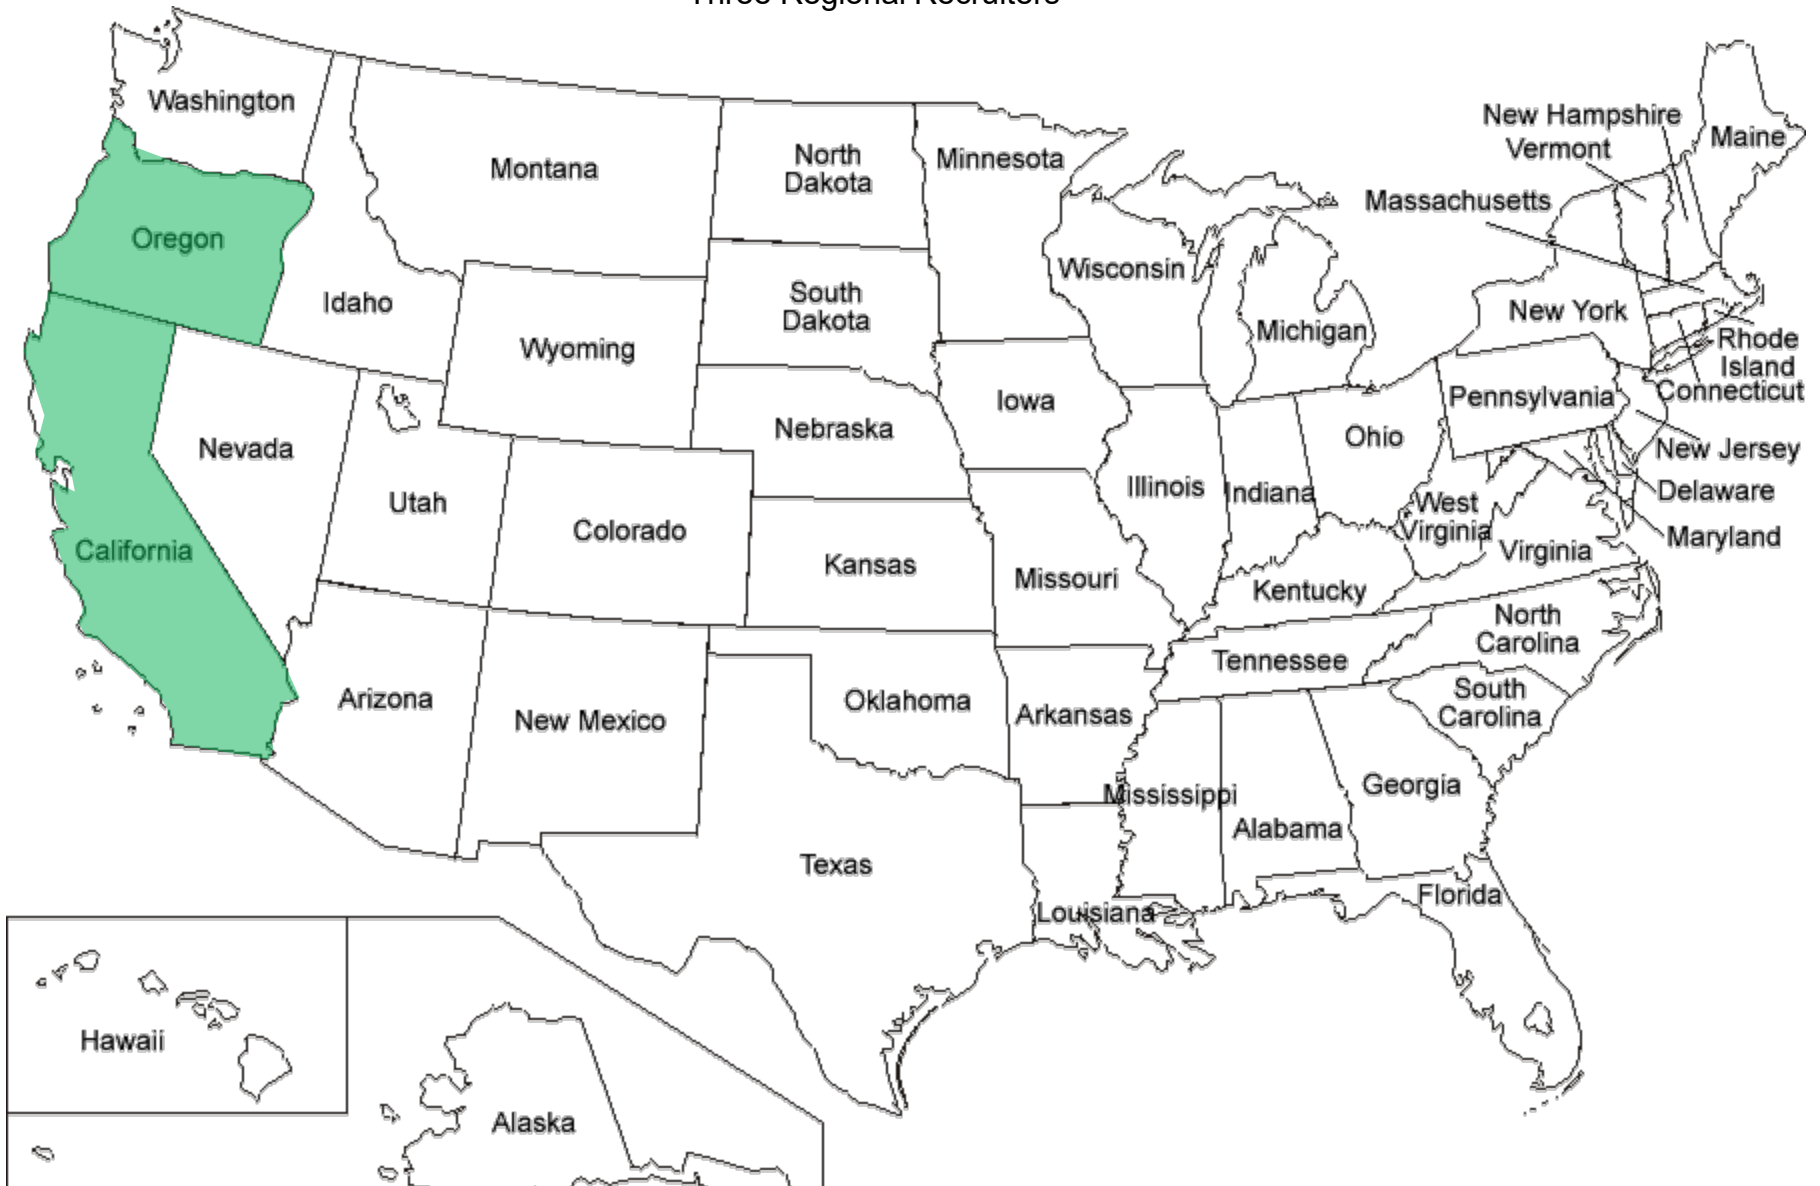 Three Regional Recruiters
Washington
Montana
North
Dakota
Minnesota
New Hampshire
Vermont
Maine
Massachusetts
Oregon
Idaho
Wyoming
South
Dakota
Wisconsin
Michigan
New York
Rhode
Island
Connecticut
Nevada
Utah
Colorado
Nebraska
Iowa
Illinois
Indiana
Ohio
Pennsylvania
New Jersey
Delaware
Maryland
West
Virginia
Virginia
California
Kansas
Missouri
Kentucky
North
Carolina
Tennessee
South
Carolina
Arizona
New Mexico
Oklahoma
Arkansas
Mississippi
Alabama
Georgia
Texas
Louisiana
Florida
Hawaii
Alaska